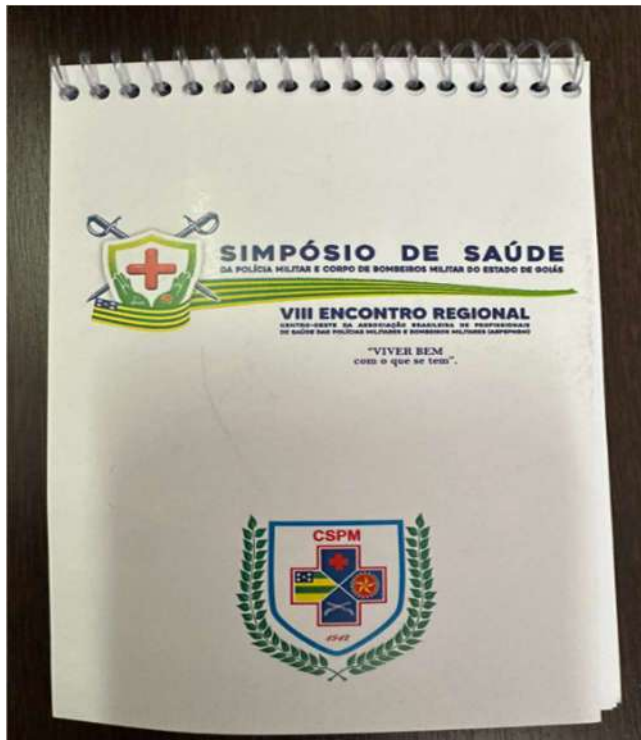 SIMPÓSIO DE SAÚDE
DA POLÍCIA MILITAR E CORPO DE BOMBEIROS MILITAR DO ESTADO DE GOIÁS
VIII ENCONTRO REGIONAL
CENTRO-OESTE DA ASSOCIAÇÃO BRASILEIRA DE PROFISSIONAIS
DE SAÚDE DAS POLÍCIAS MILITARES E BOMBEIROS MILITARES
"VIVER BEM
com o que se tem".
CSPM